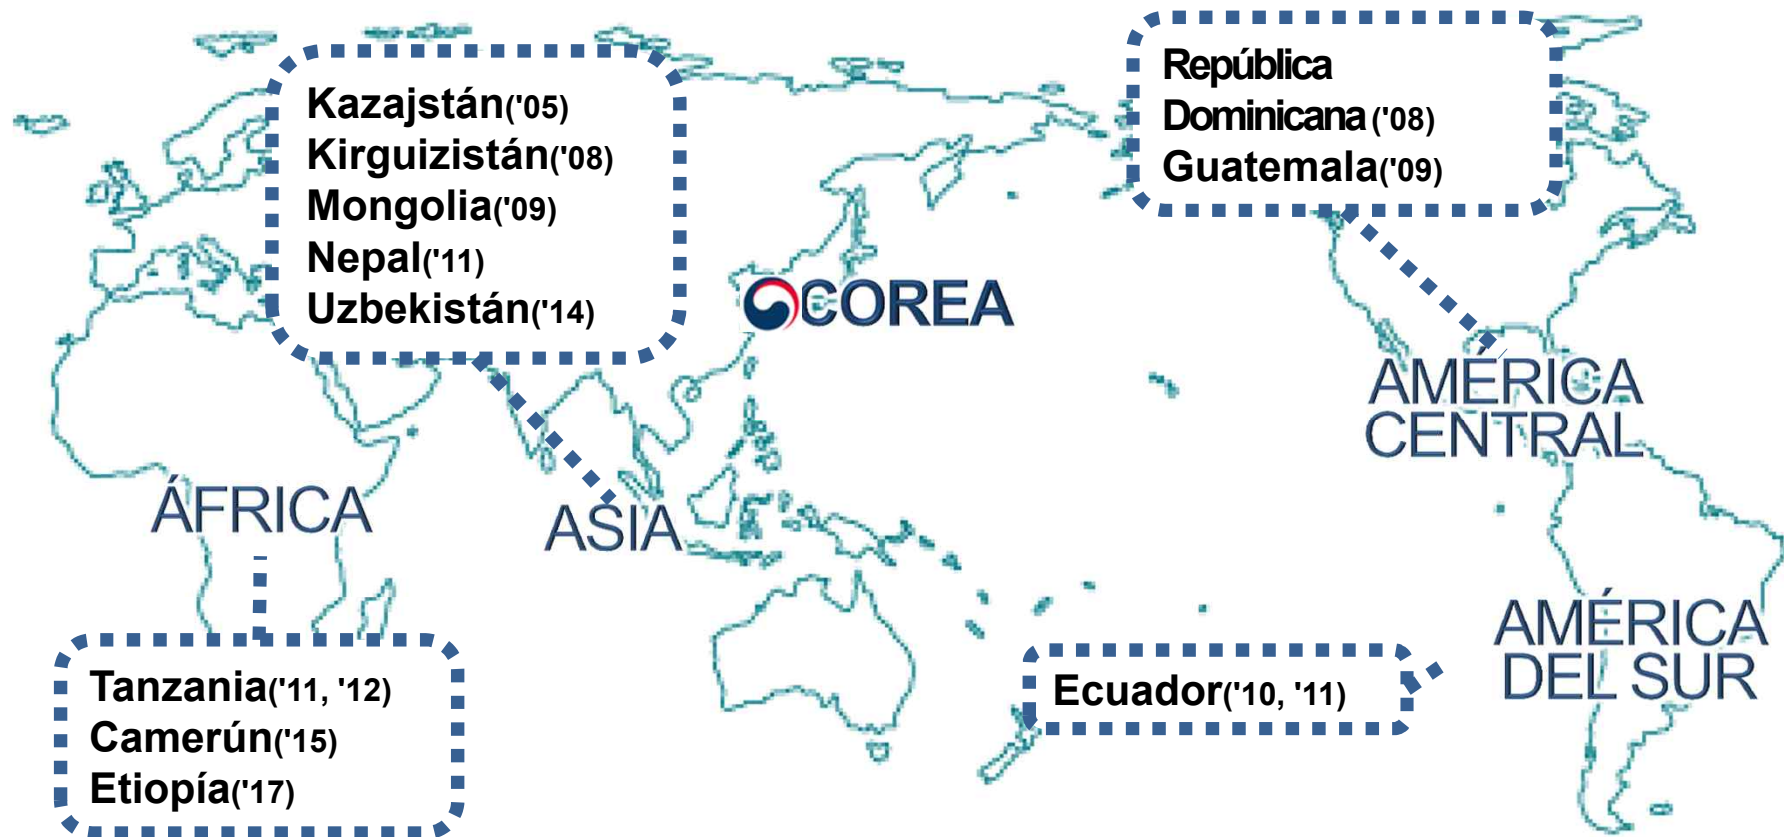 Kazajstán('05)
Kirguizistán('08)
Mongolia('09)
Nepal('11)
Uzbekistán('14)
República
Dominicana ('08)
Guatemala('09)
COREA
AMÉRICA
CENTRAL
ÁFRICA
ASIA
AMÉRICA
DEL SUR
Tanzania('11, '12)
Camerún('15)
Etiopía('17)
Ecuador('10, '11)